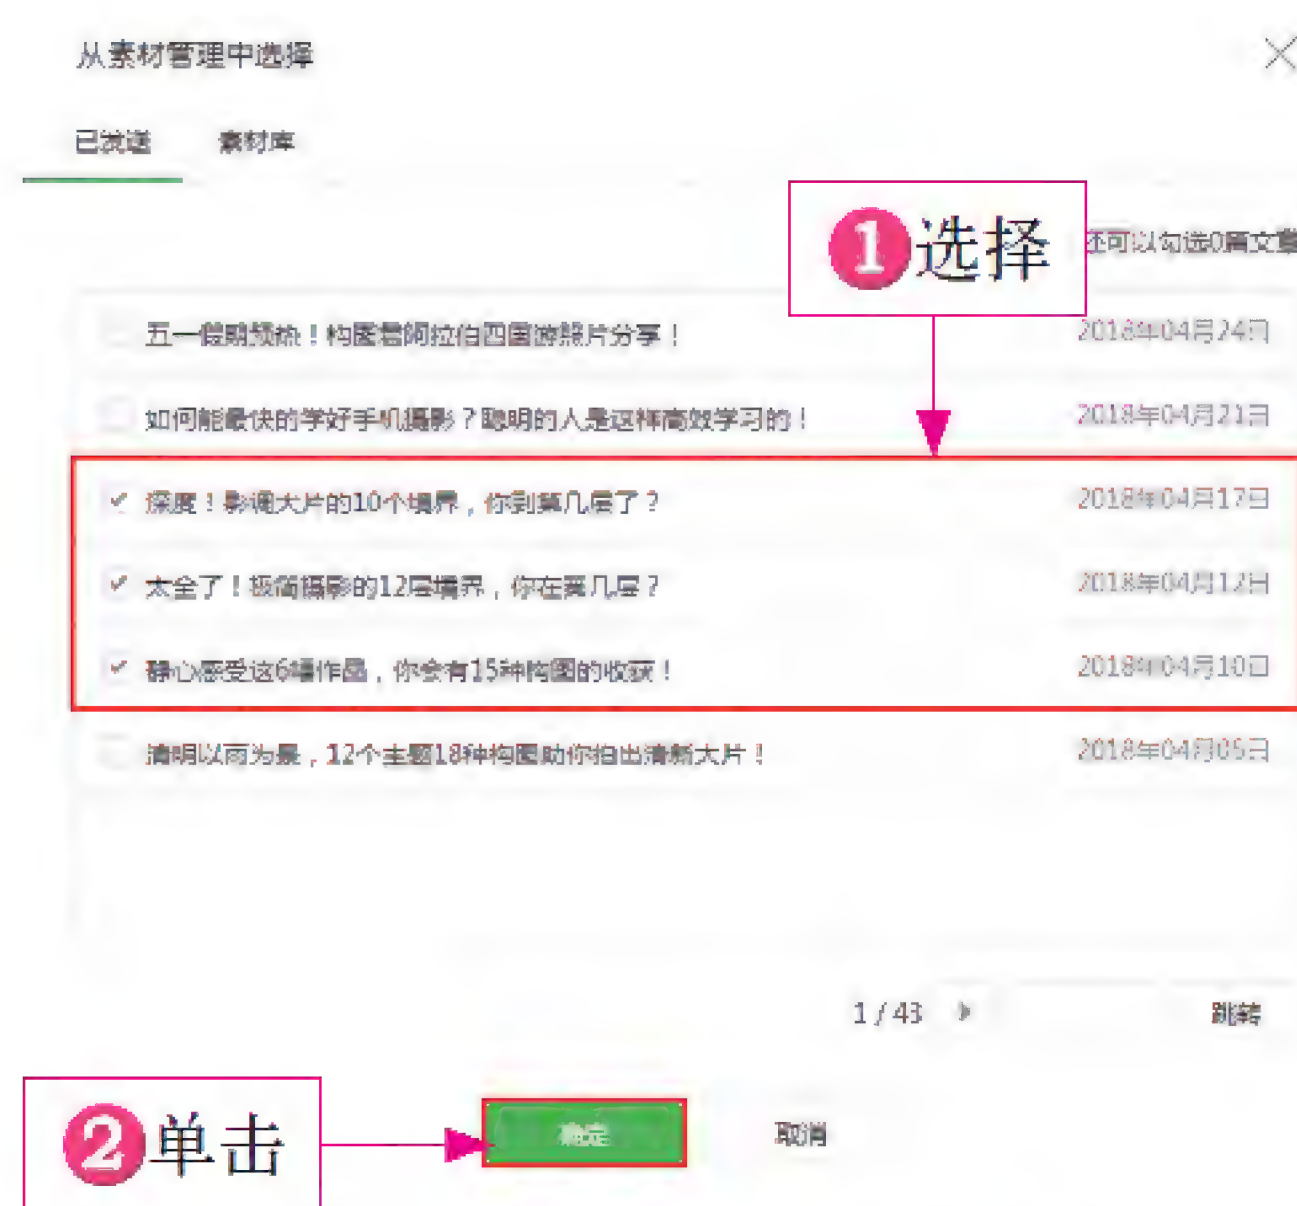 从素材管理中选择
已发送 素材库
❶选择
还可以勾选0篇文章
五一假期预热！构图君阿拉伯四国游照片分享！ 2018年04月24日
如何能最快的学好手机摄影？聪明的人是这样高效学习的！ 2018年04月21日
深度！影调大片的10个境界，你到第几层了？ 2018年04月17日
太全了！极简摄影的12层境界，你在第几层？ 2018年04月12日
静心感受这6幅作品，你会有15种构图的收获！ 2018年04月10日
清明以雨为景，12个主题18种构图助你拍出清新大片！ 2018年04月05日
1 / 43 跳转
❷单击
确定 取消